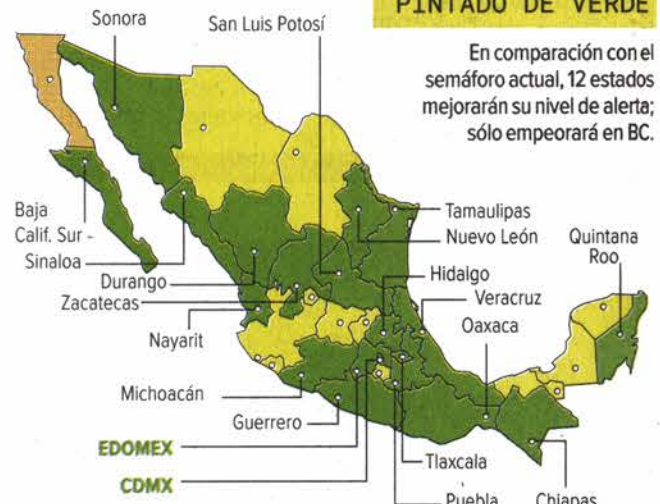 PINTADO DE VERDE
En comparación con el
semáforo actual, 12 estados
mejorarán su nivel de alerta;
sólo empeorará en BC.
Sonora
San Luis Potosí
Baja
Calif. Sur
Sinaloa
Durango
Zacatecas
Nayarit
Michoacán
Guerrero
EDOMEX
CDMX
Tamaulipas
Nuevo León
Hidalgo
Veracruz
Oaxaca
Quintana
Roo
Tlaxcala
Puebla
Chiapas